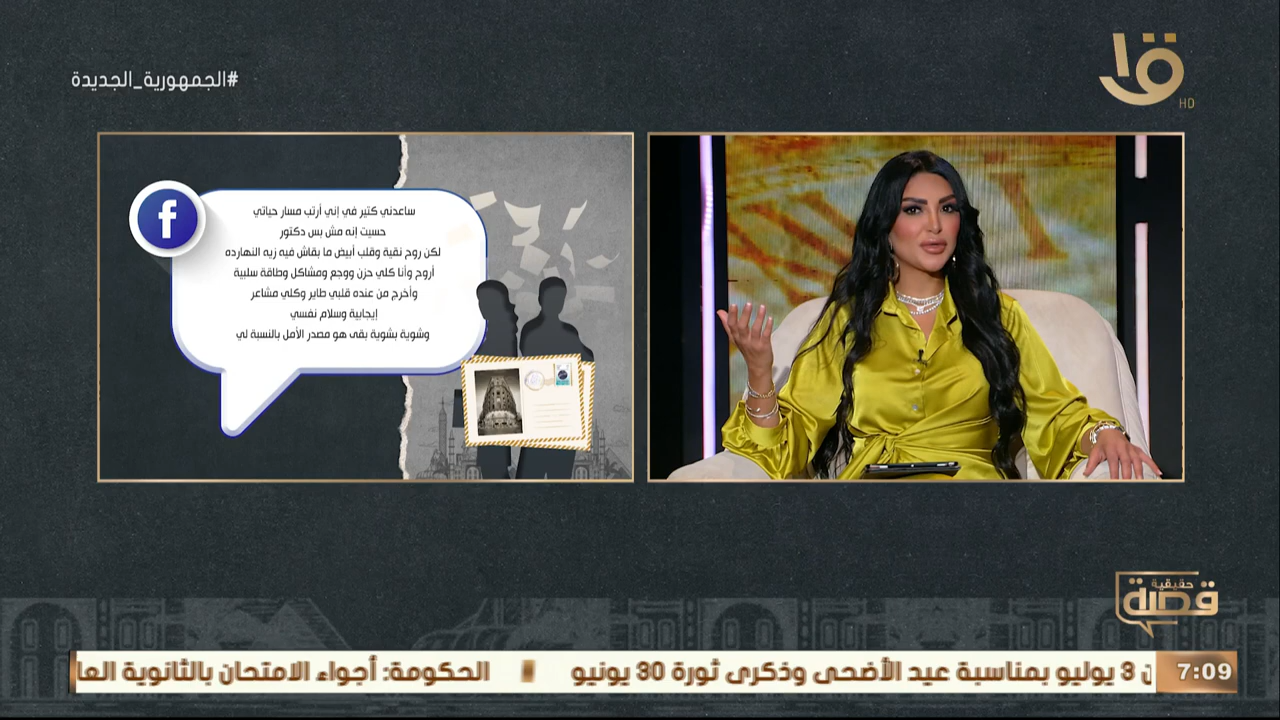 #الجمهورية_الجديدة
HD
f
ساعدني كتير في إني أرتب مسار حياتي
حسيت إنه مش بس دكتور
لكن روح نقية وقلب أبيض ما بقاش فيه زيه النهارده
أروح وأنا كلي حزن ووجع ومشاكل وطاقة سلبية
وأخرج من عنده قلبي طاير وكلي مشاعر
إيجابية وسلام نفسي
وشوية بشوية بقى هو مصدر الأمل بالنسبة لي
قصة حقيقية
7:09
ن 3 يوليو بمناسبة عيد الأضحى وذكرى ثورة 30 يونيو
الحكومة: أجواء الامتحان بالثانوية العا